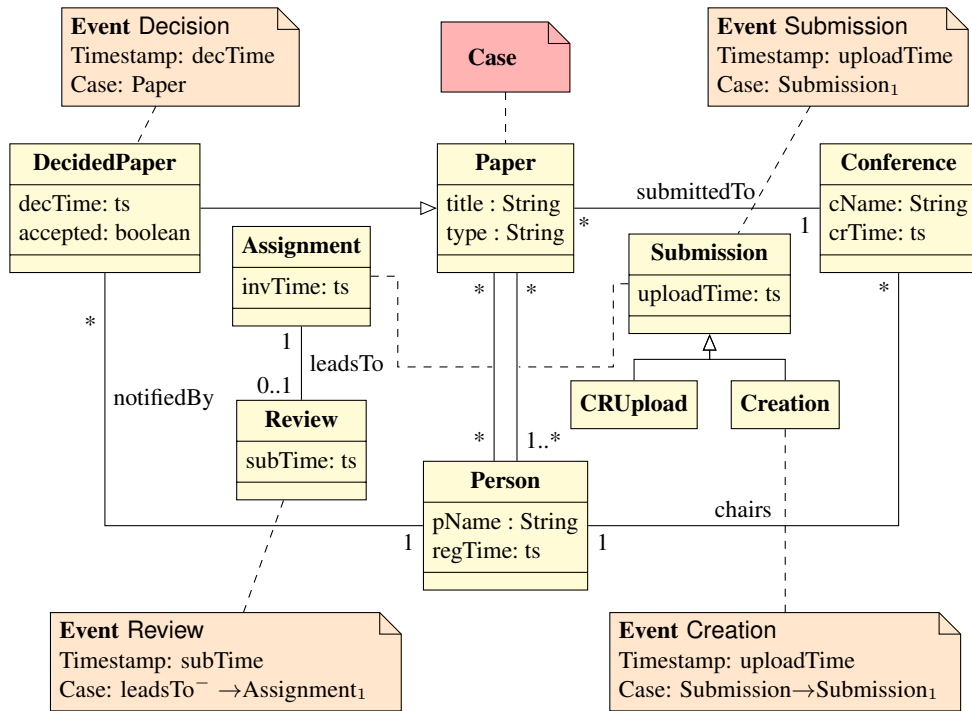 Event Decision
Timestamp: decTime
Case: Paper
Case
Event Submission
Timestamp: uploadTime
Case: Submission₁
DecidedPaper
decTime: ts
accepted: boolean
Paper
title : String
type : String
submittedTo
*
1
Conference
cName: String
crTime: ts
Assignment
invTime: ts
Submission
uploadTime: ts
*
*
*
*
1
leadsTo
0..1
notifiedBy
CRUpload
Creation
Review
subTime: ts
*
1..*
Person
pName : String
regTime: ts
chairs
1
1
Event Review
Timestamp: subTime
Case: leadsTo⁻ →Assignment₁
Event Creation
Timestamp: uploadTime
Case: Submission→Submission₁